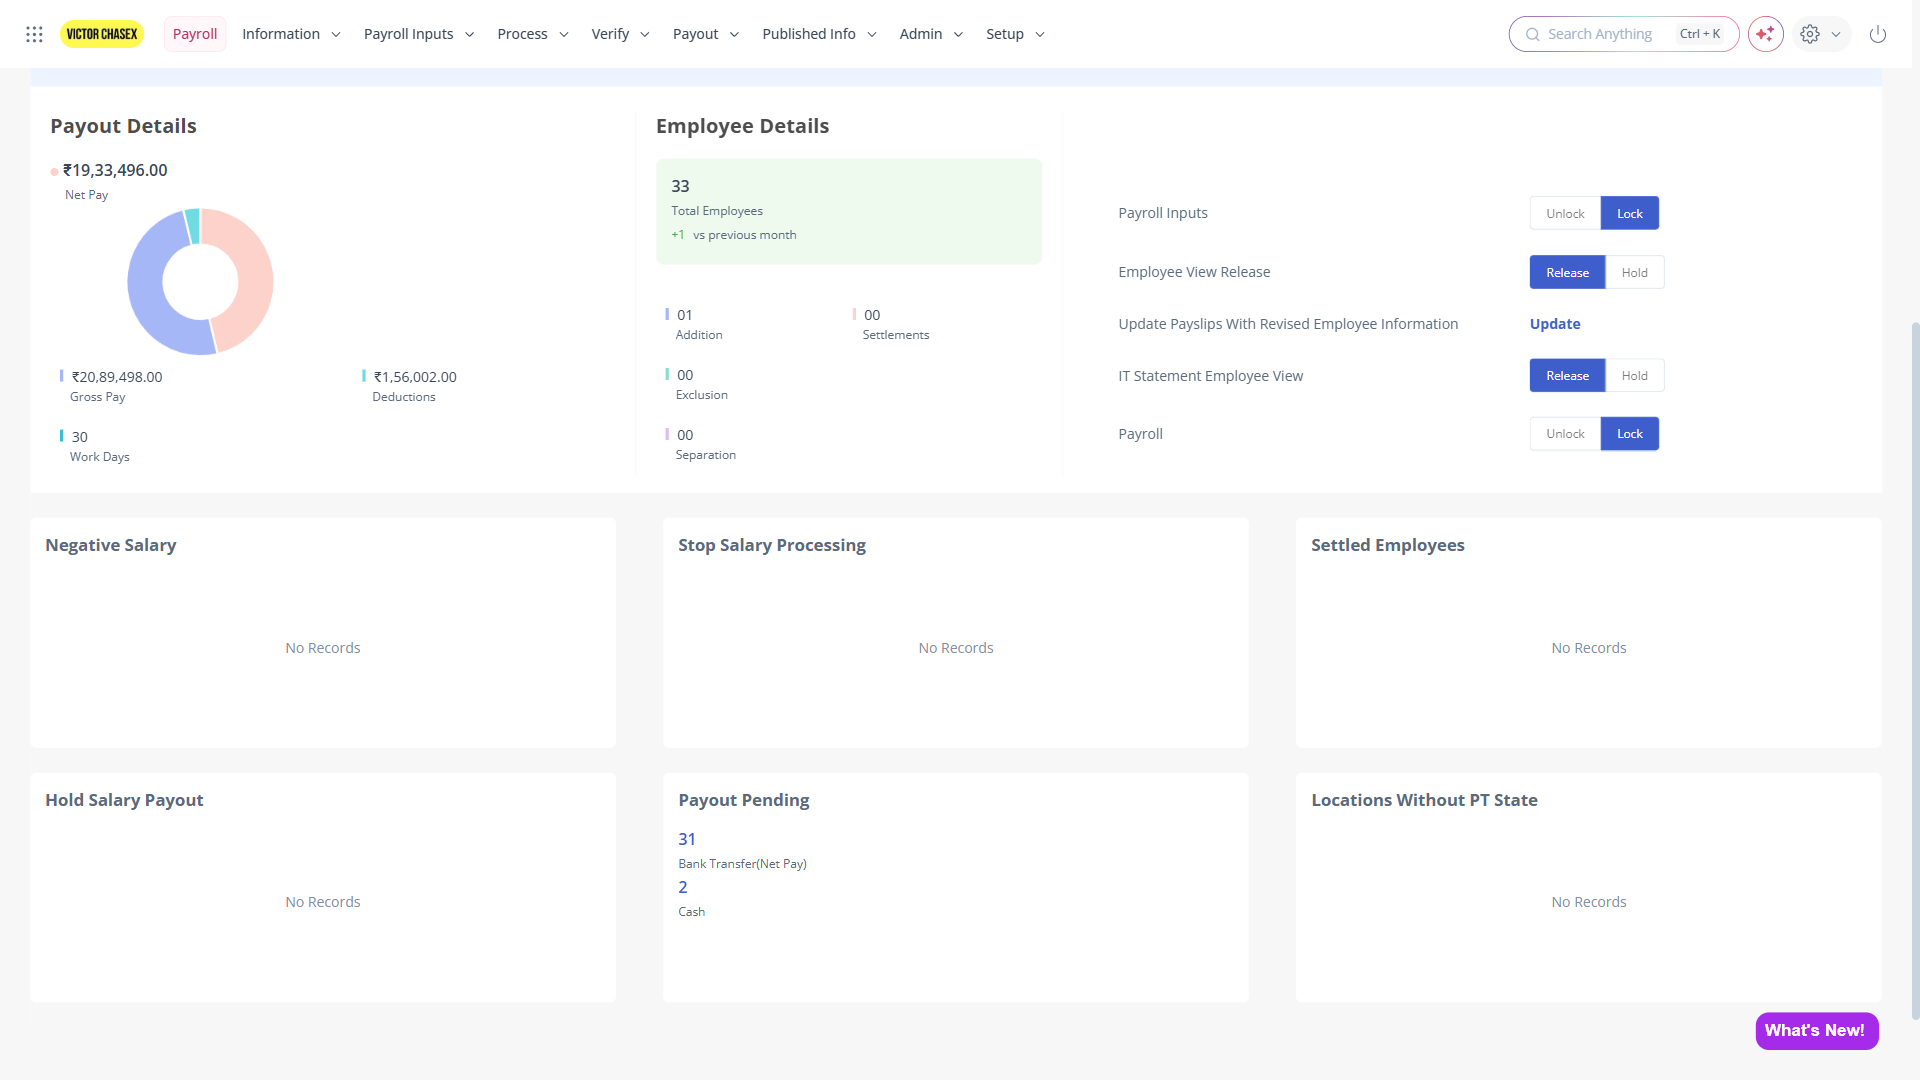 VICTOR CHASEX
Payroll
Information
Payroll Inputs
Process
Verify
Payout
Published Info
Admin
Setup
Search Anything
Ctrl + K
Payout Details
₹19,33,496.00
Net Pay
₹20,89,498.00
Gross Pay
₹1,56,002.00
Deductions
30
Work Days
Employee Details
33
Total Employees
+1 vs previous month
01
Addition
00
Settlements
00
Exclusion
00
Separation
Payroll Inputs
Unlock
Lock
Employee View Release
Release
Hold
Update Payslips With Revised Employee Information
Update
IT Statement Employee View
Release
Hold
Payroll
Unlock
Lock
Negative Salary
No Records
Stop Salary Processing
No Records
Settled Employees
No Records
Hold Salary Payout
No Records
Payout Pending
31
Bank Transfer(Net Pay)
2
Cash
Locations Without PT State
No Records
What's New!